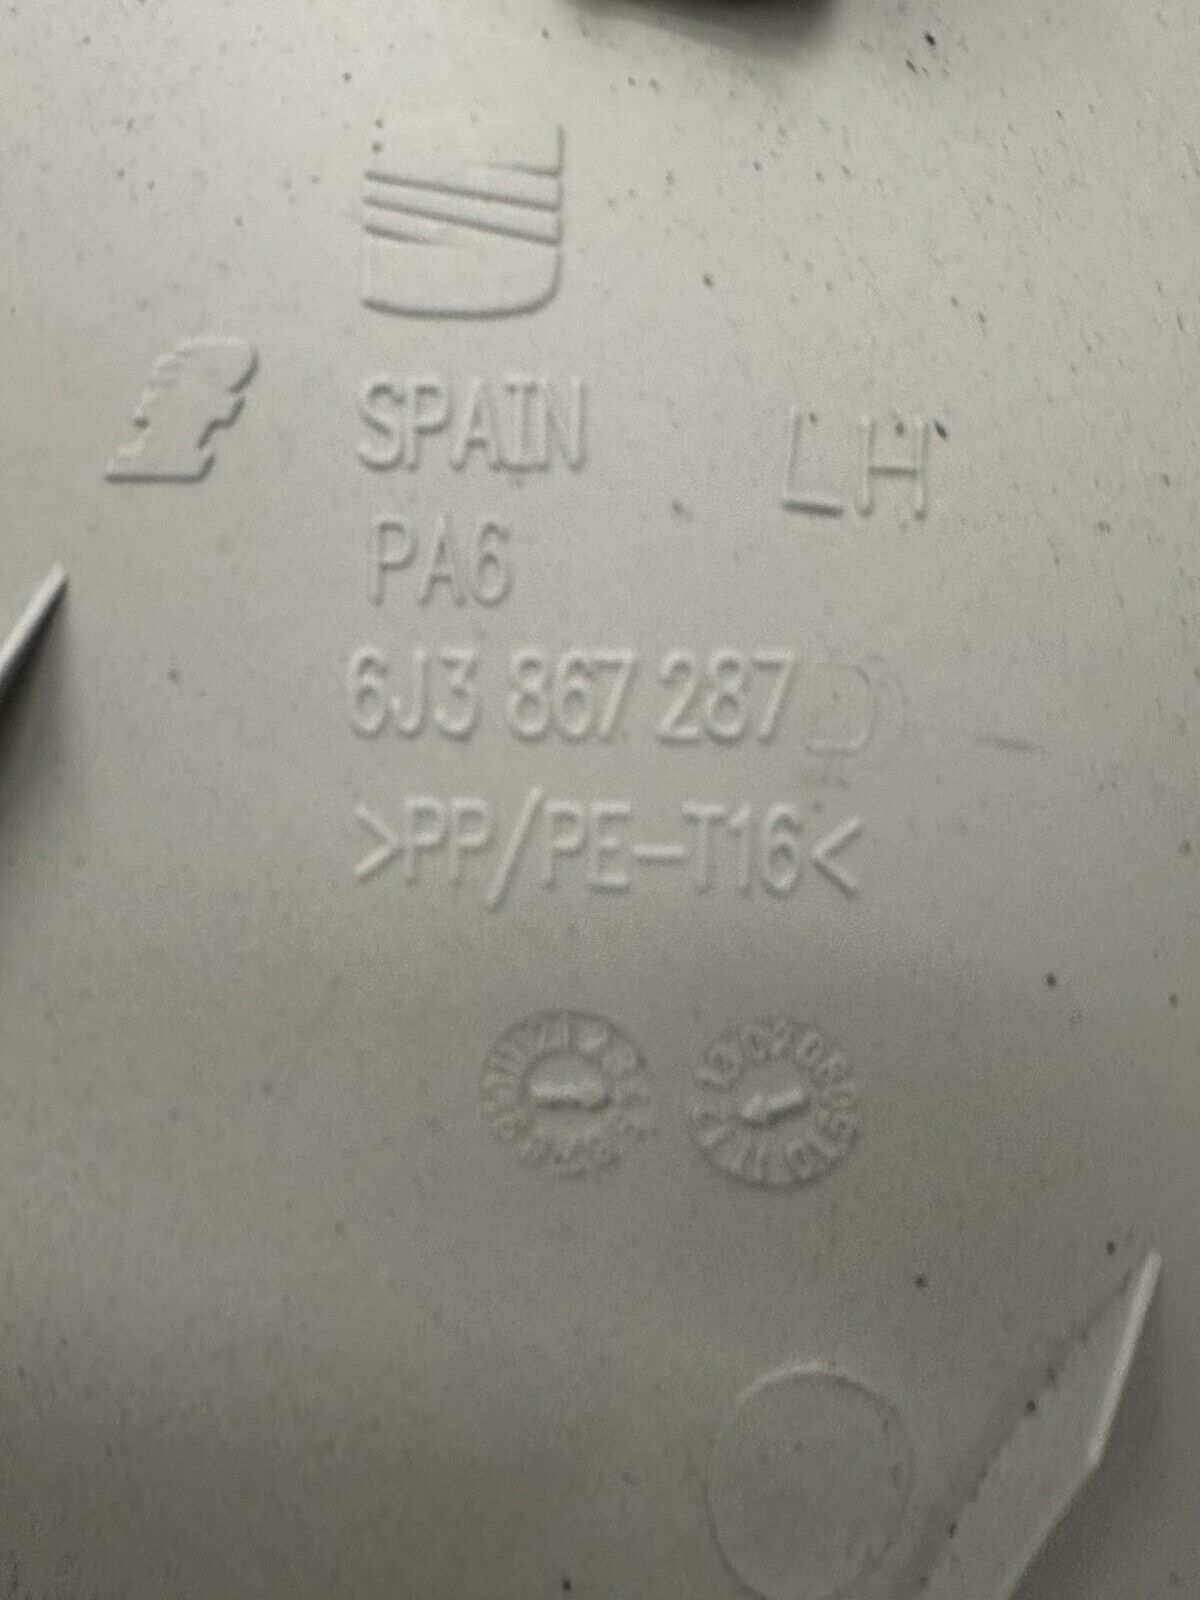 SPAIN
LH
PA6
6J3 867 287 D
>PP/PE-T16<